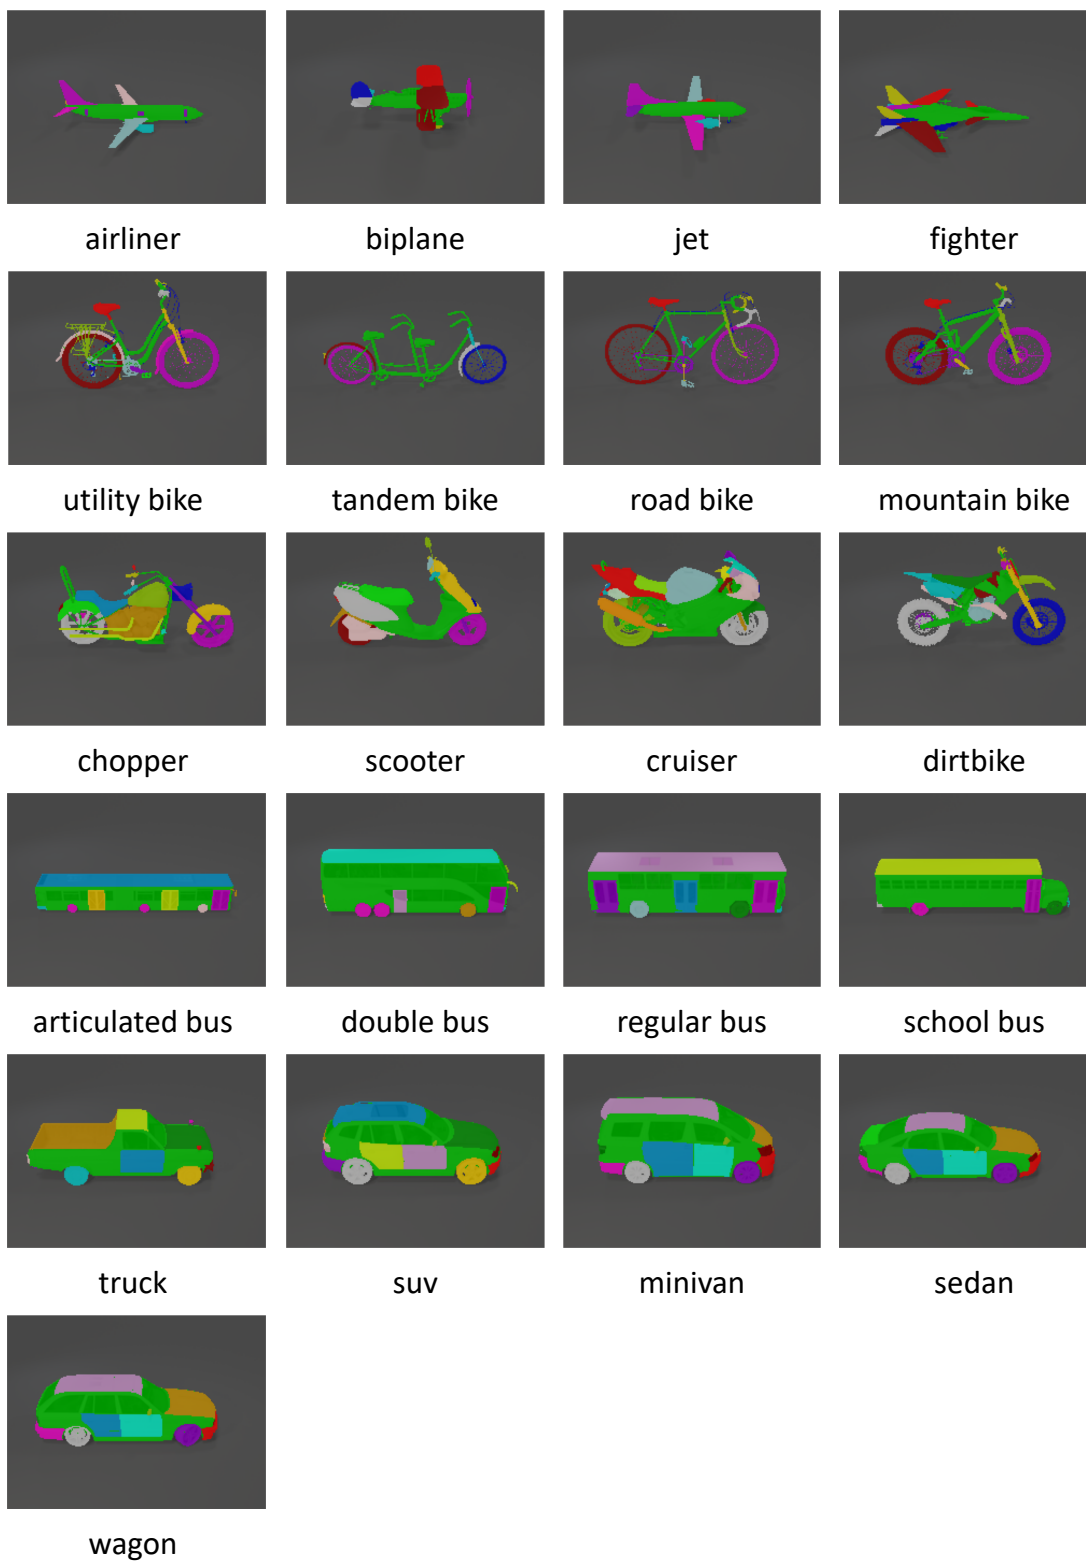 airliner
biplane
jet
fighter
utility bike
tandem bike
road bike
mountain bike
chopper
scooter
cruiser
dirtbike
articulated bus
double bus
regular bus
school bus
truck
suv
minivan
sedan
wagon